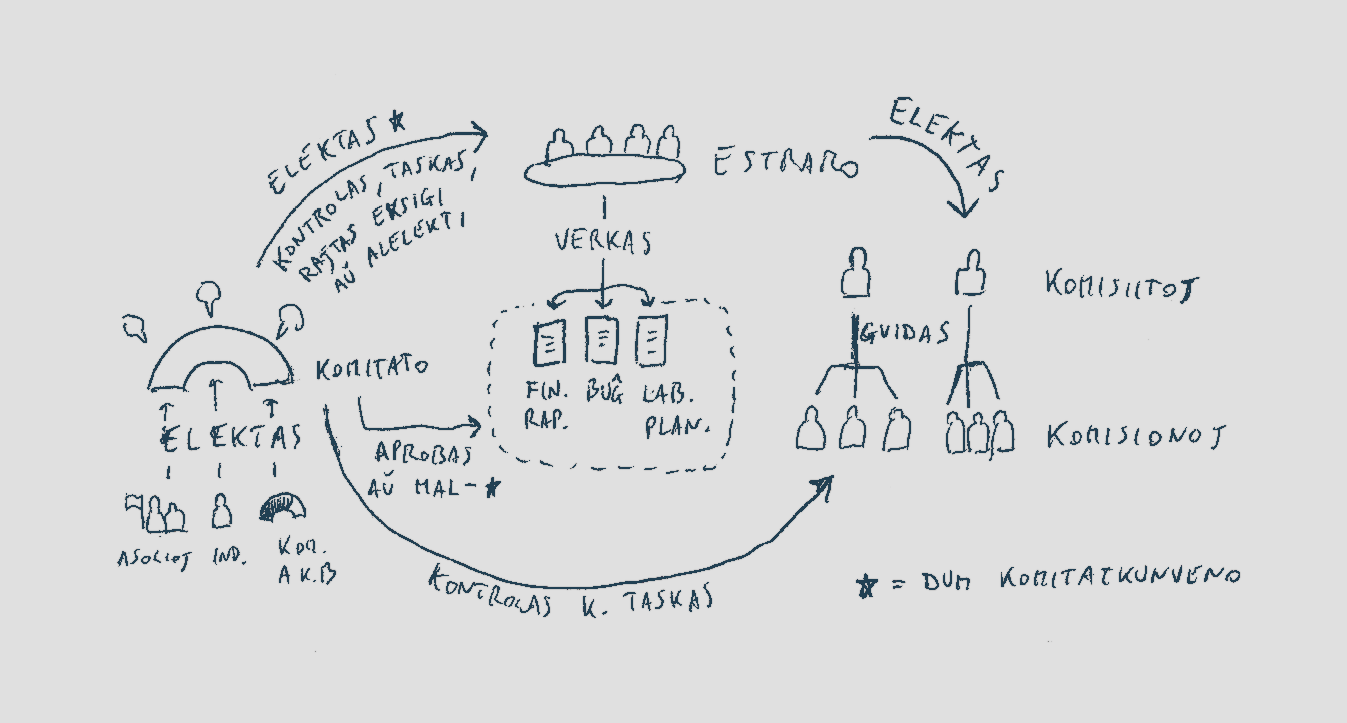 ELEKTAS ★
KONTROLAS, TASKAS,
RAJTAS EKSIGI
AŬ ALELEKTI
ESTRARO
ELEKTAS
VERKAS
KOMISIITOJ
GVIDAS
KOMITATO
FIN.
RAP.
BUĜ
LAB.
PLAN.
ELEKTAS
APROBAS
AŬ MAL-★
KOMISIONOJ
ASOCIOJ
IND.
KOM.
AK.B
KONTROLAS K. TASKAS
★ = DUM KOMITATKUNVENO